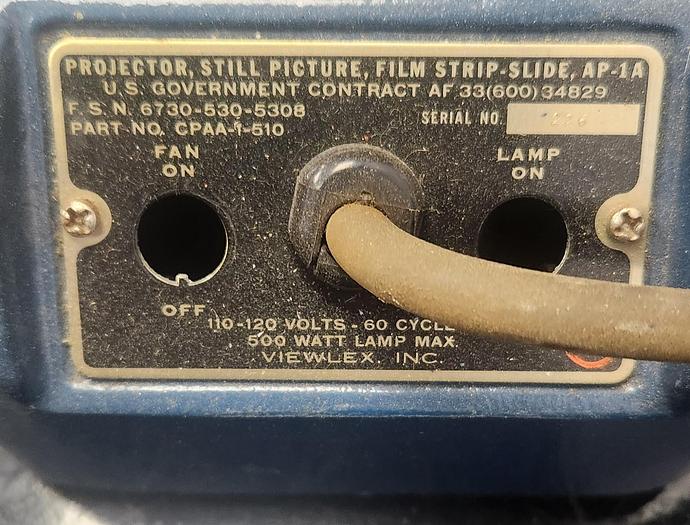 PROJECTOR, STILL PICTURE, FILM STRIP-SLIDE, AP-1A
U.S. GOVERNMENT CONTRACT AF 33(600)34829
F. S. N. 6730-530-5308
SERIAL NO.
PART NO. CPAA-1-510
FAN
ON
LAMP
ON
OFF
110-120 VOLTS - 60 CYCLE
500 WATT LAMP MAX.
VIEWLEX, INC